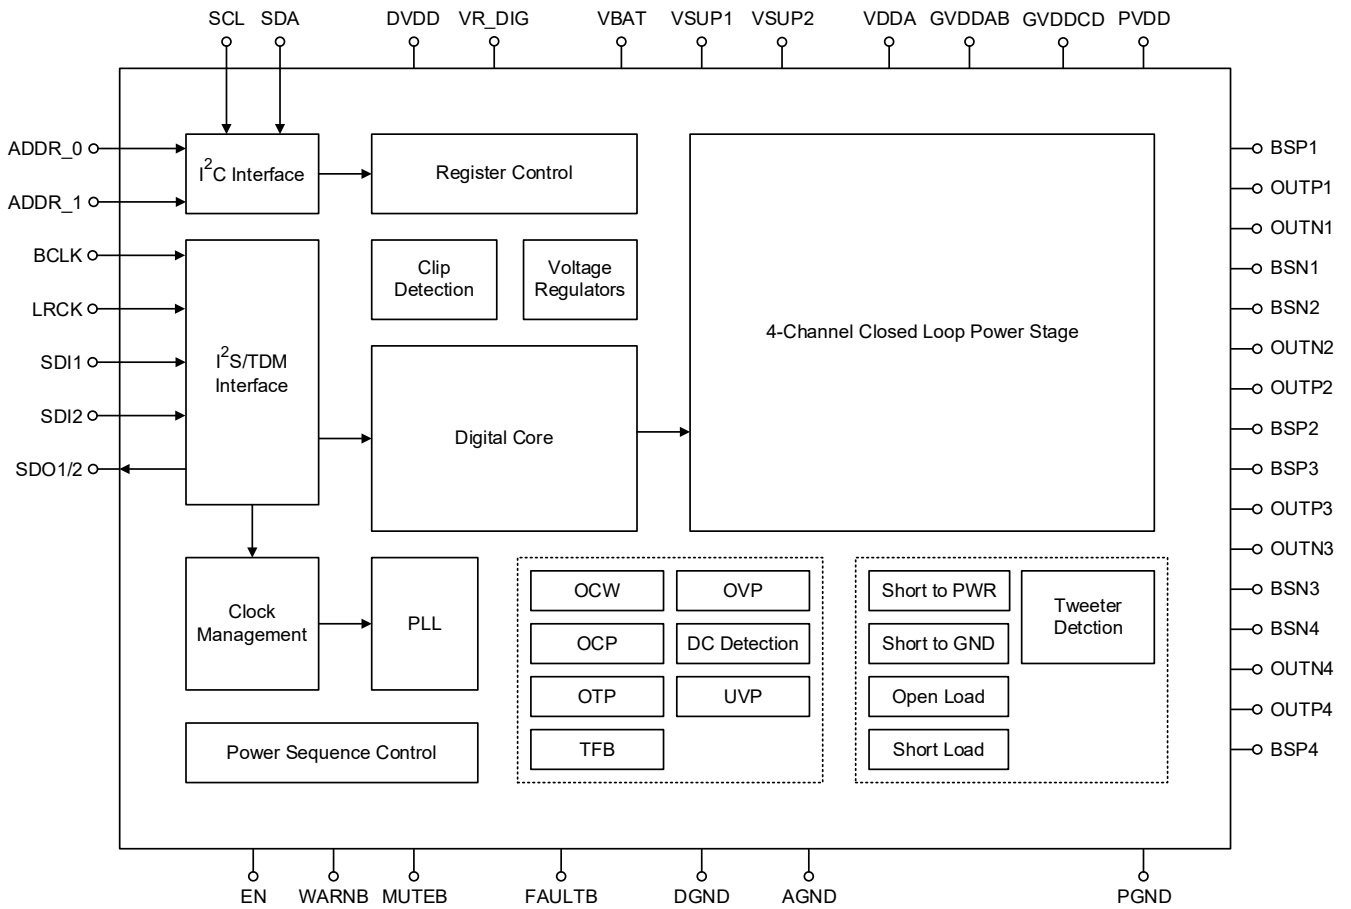 SCL SDA DVDD VR_DIG VBAT VSUP1 VSUP2 VDDA GVDDAB GVDDCD PVDD
ADDR_0
ADDR_1
BCLK
LRCK
SDI1
SDI2
SDO1/2
I2C Interface
Register Control
I2S/TDM
Interface
Clip
Detection
Voltage
Regulators
Digital Core
4-Channel Closed Loop Power Stage
Clock
Management
PLL
Power Sequence Control
OCW
OVP
OCP
DC Detection
OTP
UVP
TFB
Short to PWR
Short to GND
Open Load
Short Load
Tweeter
Detction
BSP1
OUTP1
OUTN1
BSN1
BSN2
OUTN2
OUTP2
BSP2
BSP3
OUTP3
OUTN3
BSN3
BSN4
OUTN4
OUTP4
BSP4
EN WARNB MUTEB FAULTB DGND AGND PGND